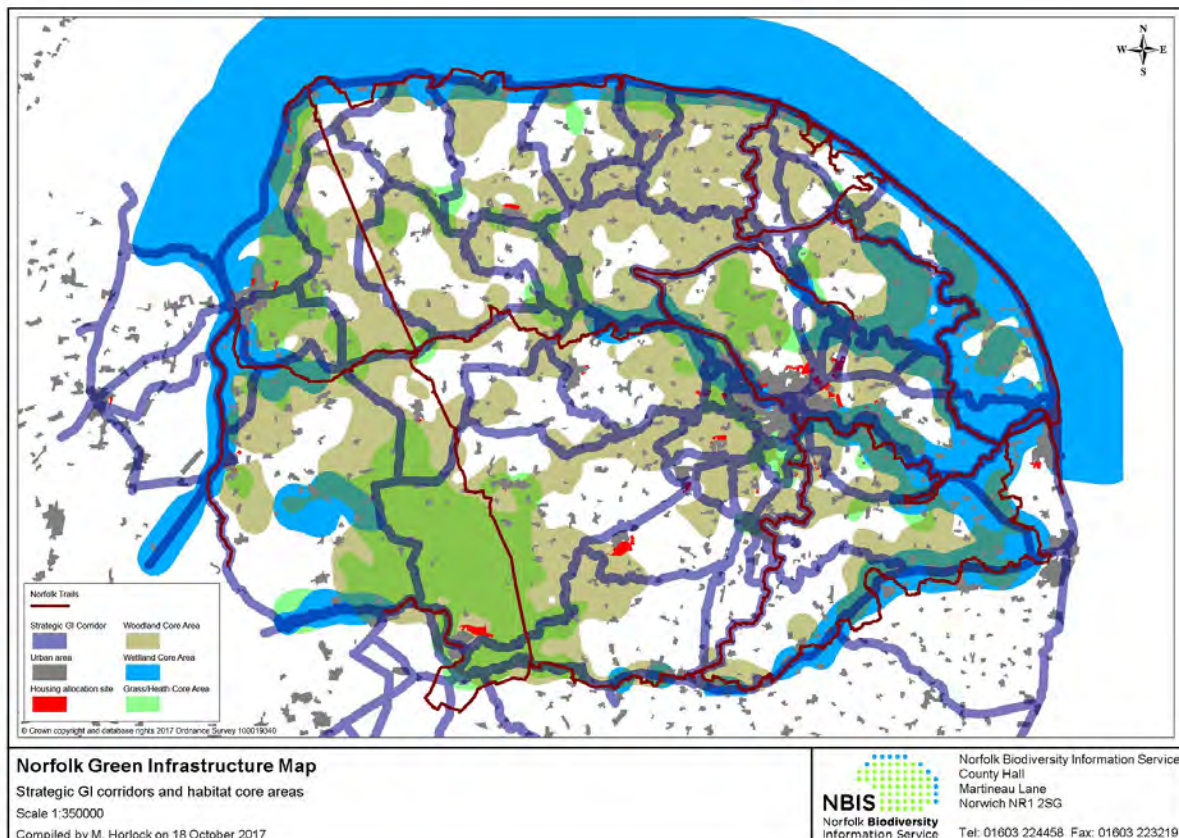 N
W E
S
Norfolk Trails
Strategic GI Corridor Woodland Core Area
Urban area Wetland Core Area
Housing allocation site Grass/Heath Core Area
© Crown copyright and database rights 2017 Ordnance Survey 100019340
Norfolk Green Infrastructure Map
Strategic GI corridors and habitat core areas
Scale 1:350000
Compiled by M. Horlock on 18 October 2017
NBIS
Norfolk Biodiversity
Information Service
Norfolk Biodiversity Information Service
County Hall
Martineau Lane
Norwich NR1 2SG
Tel: 01603 224458 Fax: 01603 223219